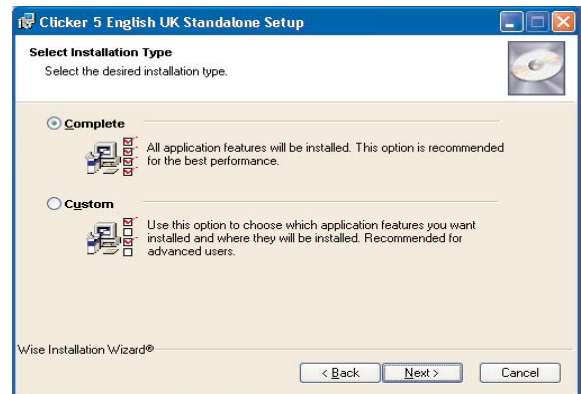 Clicker 5 English UK Standalone Setup
Select Installation Type
Select the desired installation type.
Complete
All application features will be installed. This option is recommended
for the best performance.
Custom
Use this option to choose which application features you want
installed and where they will be installed. Recommended for
advanced users.
Wise Installation Wizard®
< Back
Next >
Cancel